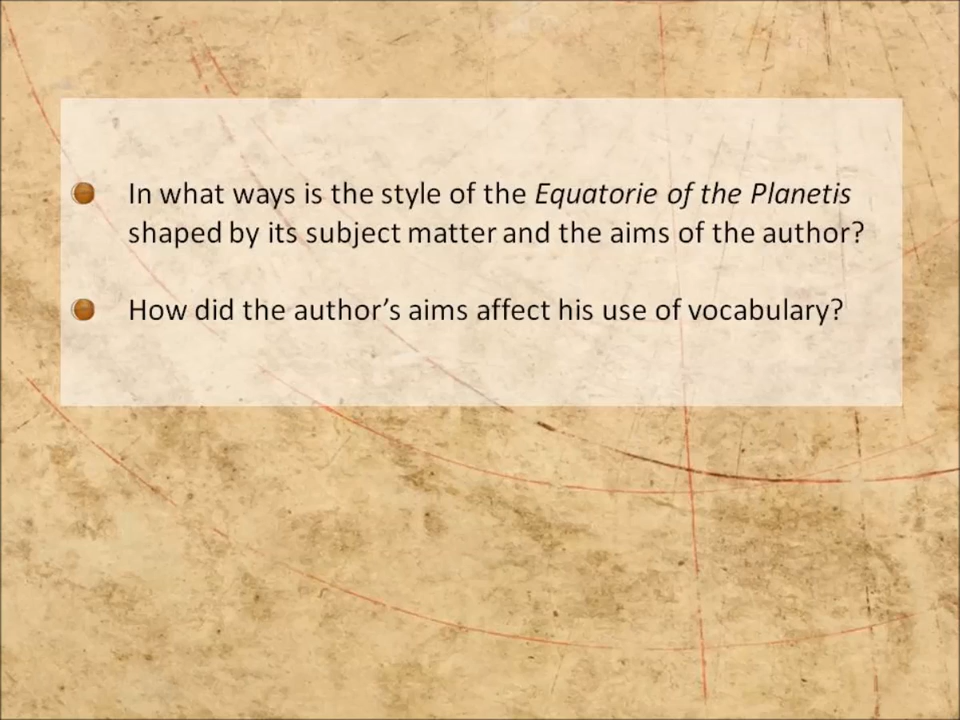 In what ways is the style of the Equatorie of the Planetis
shaped by its subject matter and the aims of the author?
How did the author’s aims affect his use of vocabulary?